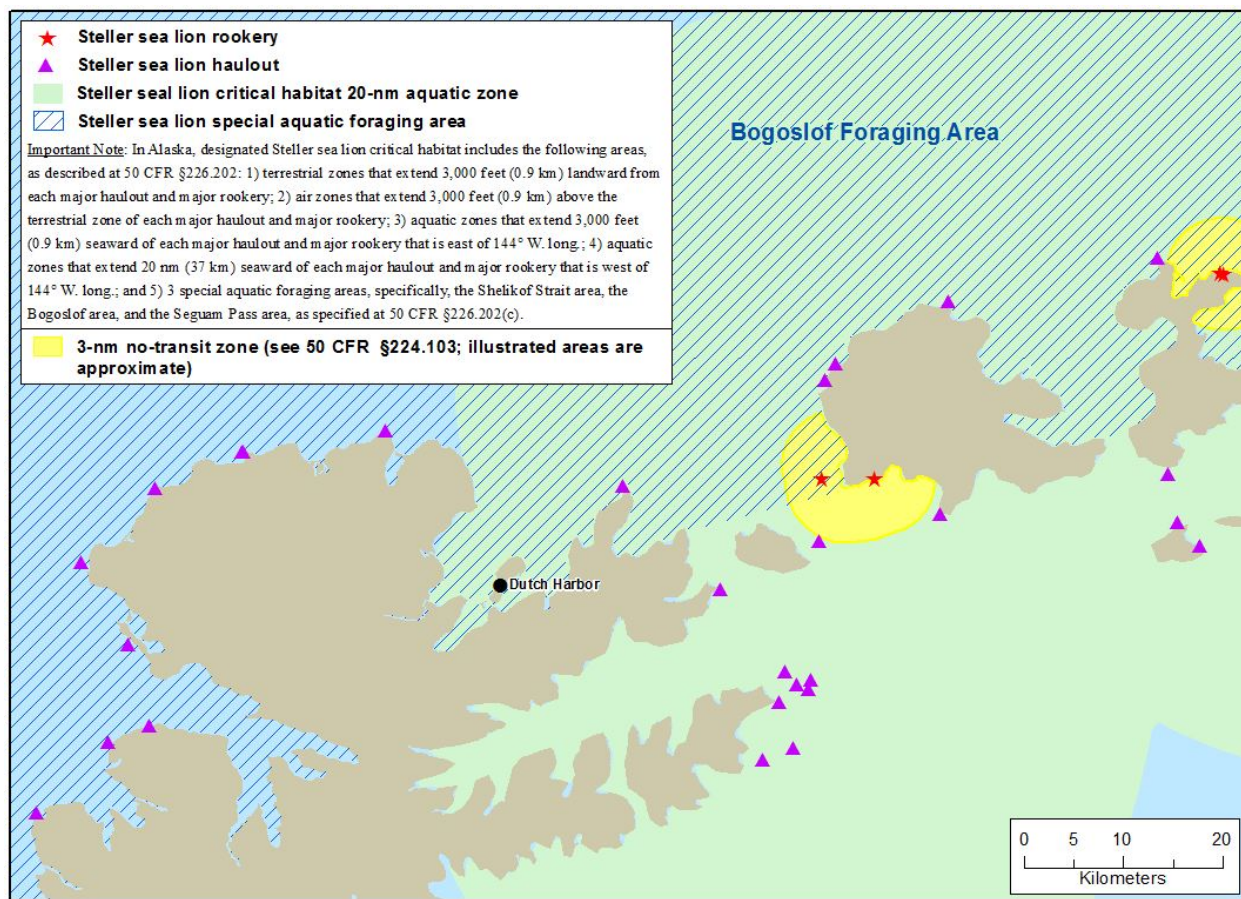 Steller sea lion rookery
Steller sea lion haulout
Steller seal lion critical habitat 20-nm aquatic zone
Steller sea lion special aquatic foraging area
Important Note: In Alaska, designated Steller sea lion critical habitat includes the following areas,
as described at 50 CFR §226.202: 1) terrestrial zones that extend 3,000 feet (0.9 km) landward from
each major haulout and major rookery; 2) air zones that extend 3,000 feet (0.9 km) above the
terrestrial zone of each major haulout and major rookery; 3) aquatic zones that extend 3,000 feet
(0.9 km) seaward of each major haulout and major rookery that is east of 144° W. long.; 4) aquatic
zones that extend 20 nm (37 km) seaward of each major haulout and major rookery that is west of
144° W. long.; and 5) 3 special aquatic foraging areas, specifically, the Shelikof Strait area, the
Bogoslof area, and the Seguam Pass area, as specified at 50 CFR §226.202(c).
3-nm no-transit zone (see 50 CFR §224.103; illustrated areas are
approximate)
Bogoslof Foraging Area
Dutch Harbor
0 5 10 20
Kilometers